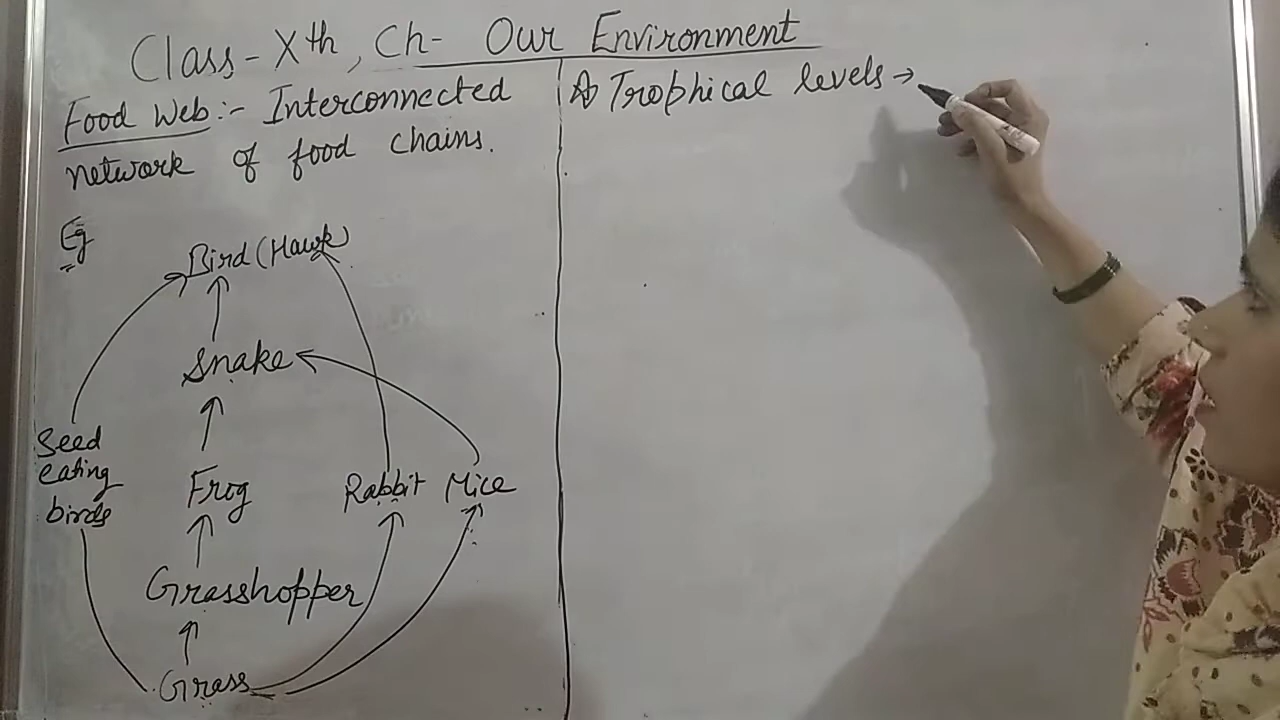 Class-Xth, Ch- Our Environment
Food Web:- Interconnected
network of food chains.
Eg
Bird (Hawk)
Snake
Seed
eating
birds
Frog
Rabbit
Mice
Grasshopper
Grass
Trophical levels →